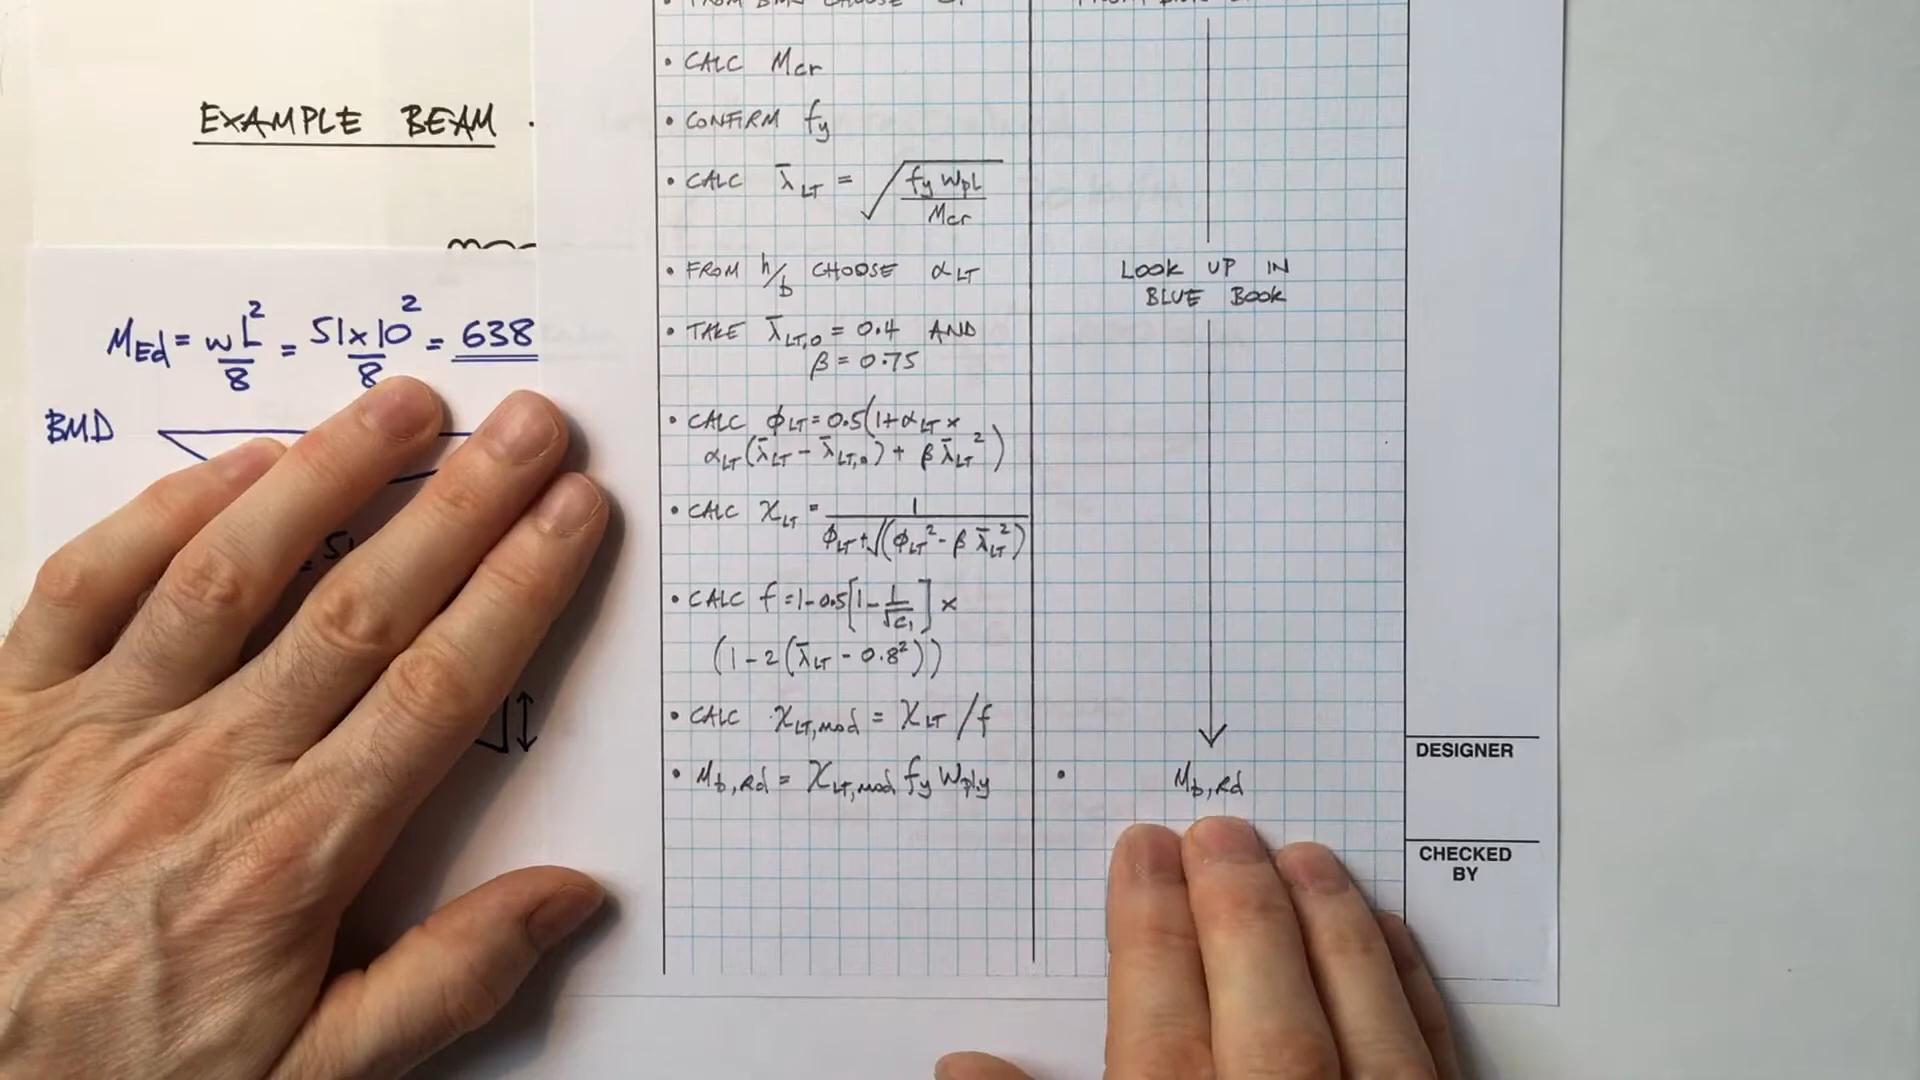 FROM BMD CHOOSE C1
• CALC Mcr
• CONFIRM fy
• CALC λ̄LT = √(fy Wpl / Mcr)
• FROM h/b CHOOSE αLT
• TAKE λ̄LT,0 = 0.4 AND
β = 0.75
• CALC ϕLT = 0.5(1 + αLT ×
αLT(λ̄LT - λ̄LT,0) + β λ̄LT²)
• CALC χLT = 1 / (ϕLT + √(ϕLT² - β λ̄LT²))
• CALC f = 1 - 0.5[1 - 1/√C1] ×
(1 - 2(λ̄LT - 0.8²))
• CALC χLT,mod = χLT / f
• Mb,Rd = χLT,mod fy Wply
LOOK UP IN
BLUE BOOK
• Mb,Rd
DESIGNER
CHECKED
BY
EXAMPLE BEAM
MEd = wL²/8 = 51×10²/8 = 638
BMD